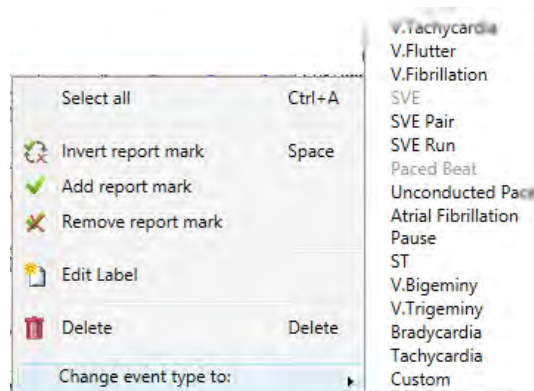 Select all Ctrl+A
Invert report mark Space
Add report mark
Remove report mark
Edit Label
Delete Delete
Change event type to:
V.Tachycardia
V.Flutter
V.Fibrillation
SVE
SVE Pair
SVE Run
Paced Beat
Unconducted Pace
Atrial Fibrillation
Pause
ST
V.Bigeminy
V.Trigeminy
Bradycardia
Tachycardia
Custom